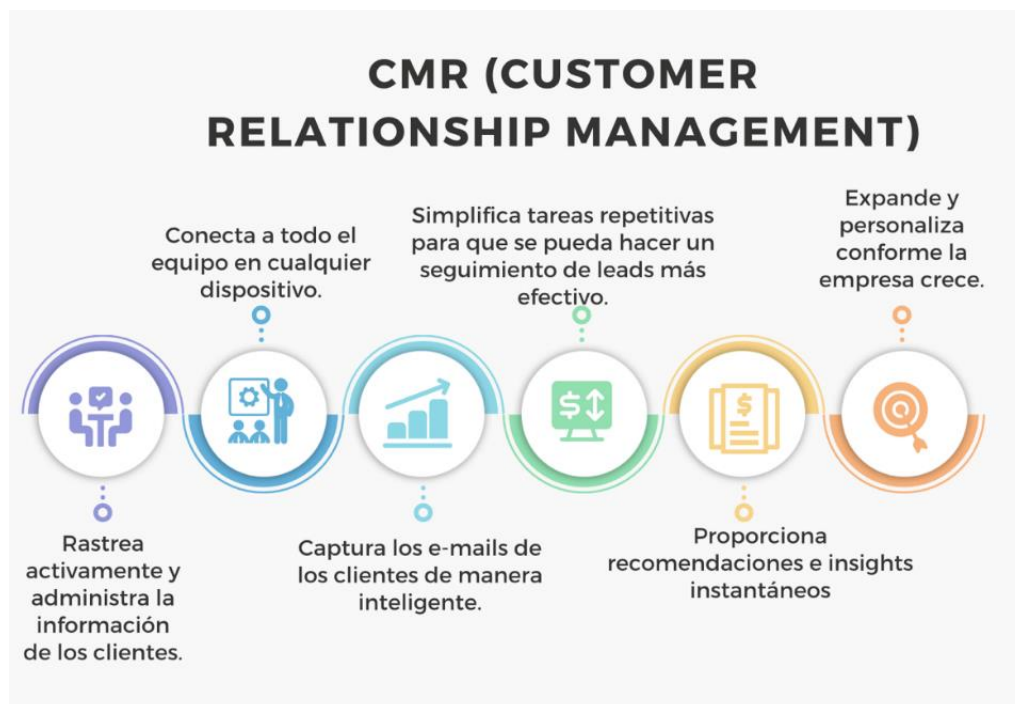 CMR (CUSTOMER
RELATIONSHIP MANAGEMENT)
Rastrea
activamente y
administra la
información
de los clientes.
Conecta a todo el
equipo en cualquier
dispositivo.
Captura los e-mails de
los clientes de manera
inteligente.
Simplifica tareas repetitivas
para que se pueda hacer un
seguimiento de leads más
efectivo.
$
Proporciona
recomendaciones e insights
instantáneos
$
Expande y
personaliza
conforme la
empresa crece.